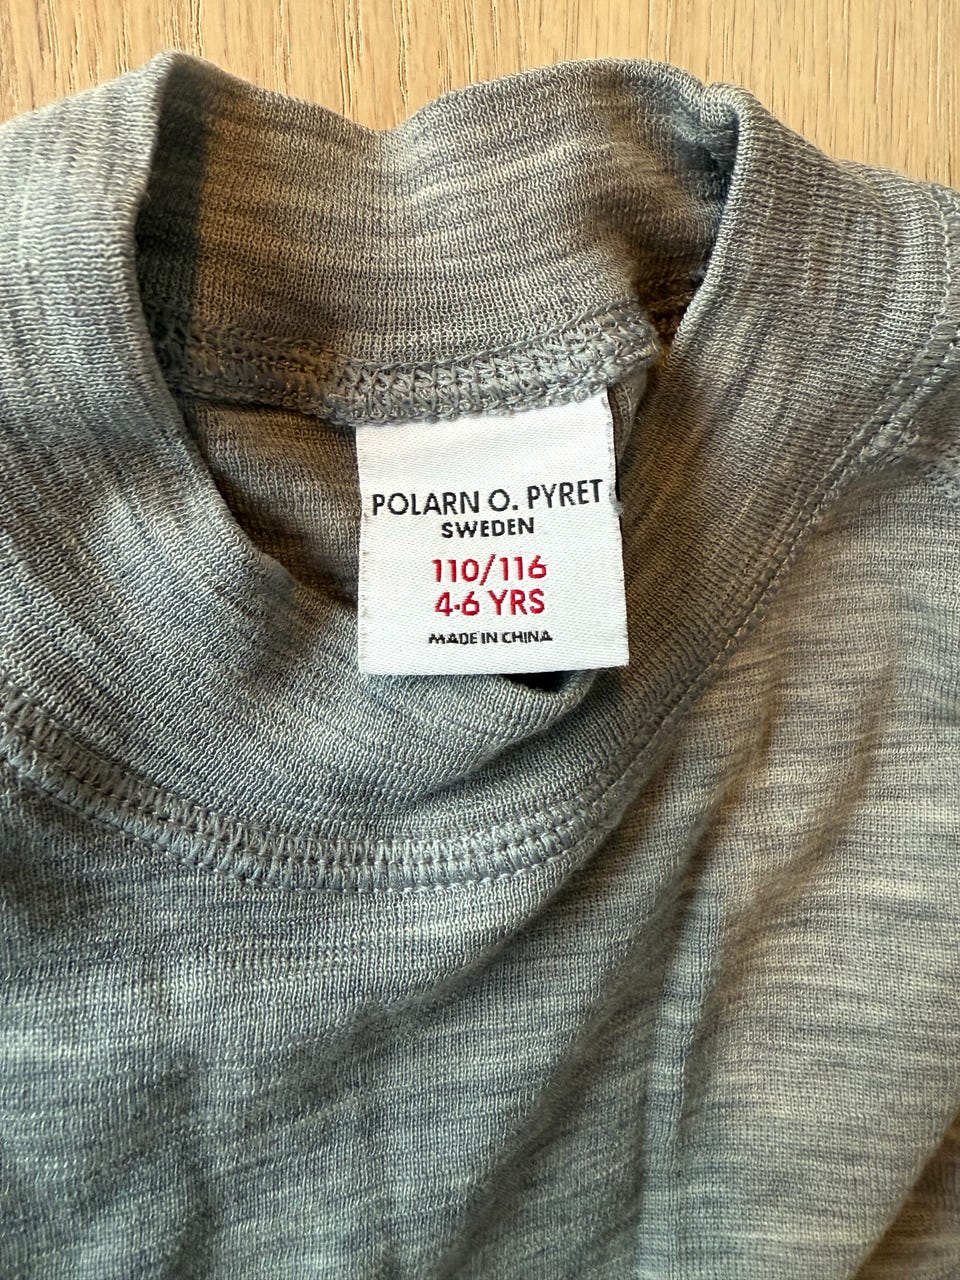 POLARN O. PYRET
SWEDEN
110/116
4-6 YRS
MADE IN CHINA